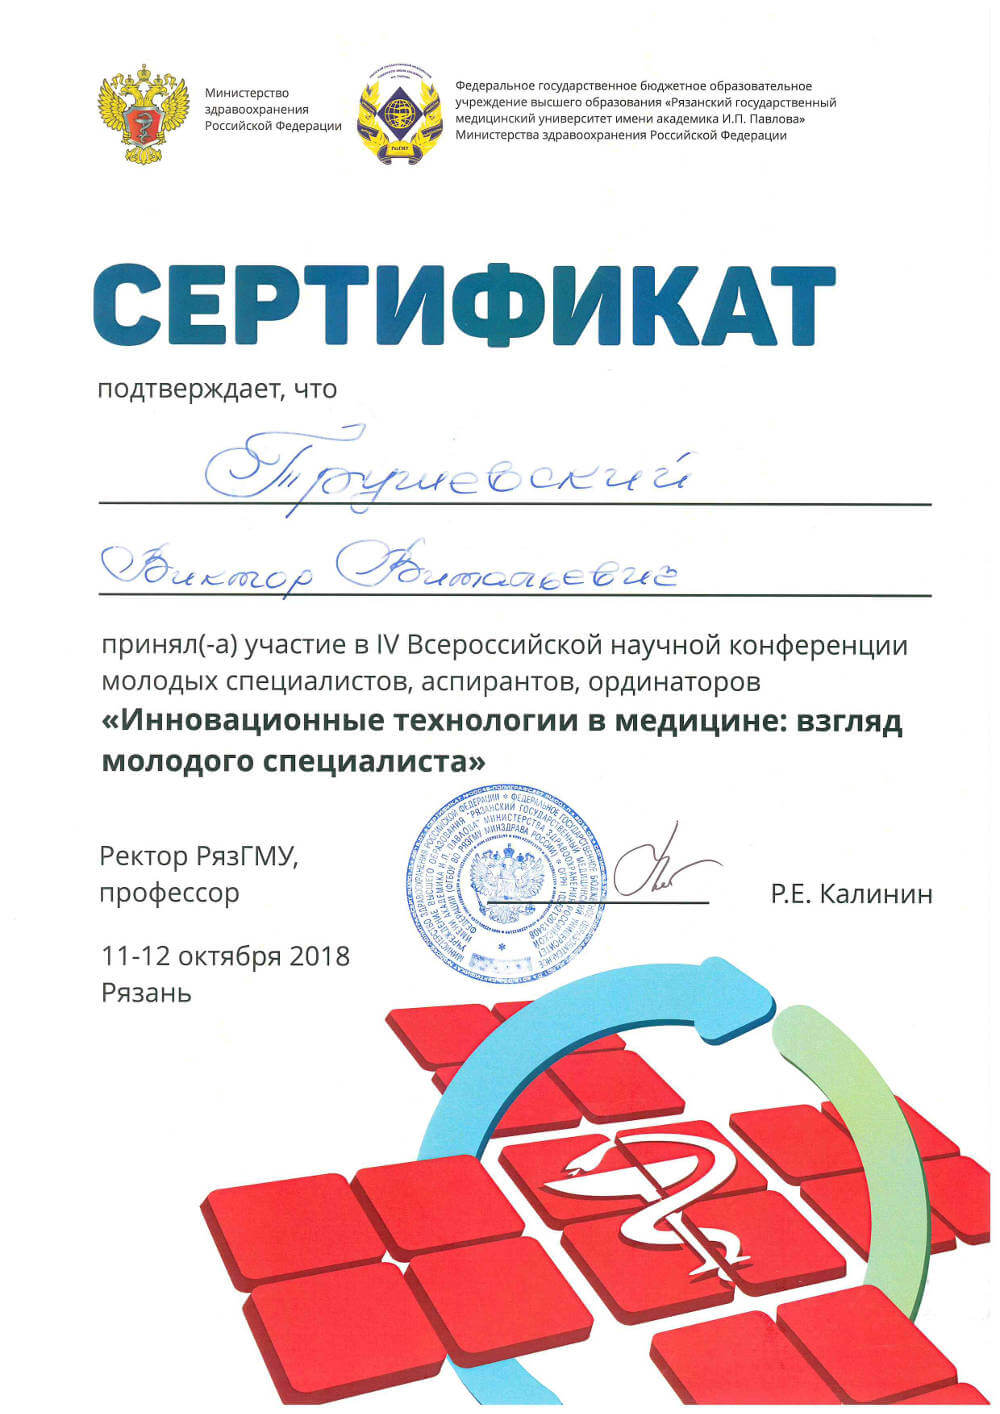 Министерство
здравоохранения
Российской Федерации
Федеральное государственное бюджетное образовательное
учреждение высшего образования «Рязанский государственный
медицинский университет имени академика И.П. Павлова»
Министерства здравоохранения Российской Федерации
РязГМУ
СЕРТИФИКАТ
подтверждает, что
Трушевский
Виктор Витальевич
принял(-а) участие в IV Всероссийской научной конференции
молодых специалистов, аспирантов, ординаторов
«Инновационные технологии в медицине: взгляд
молодого специалиста»
Ректор РязГМУ,
профессор
Р.Е. Калинин
11-12 октября 2018
Рязань